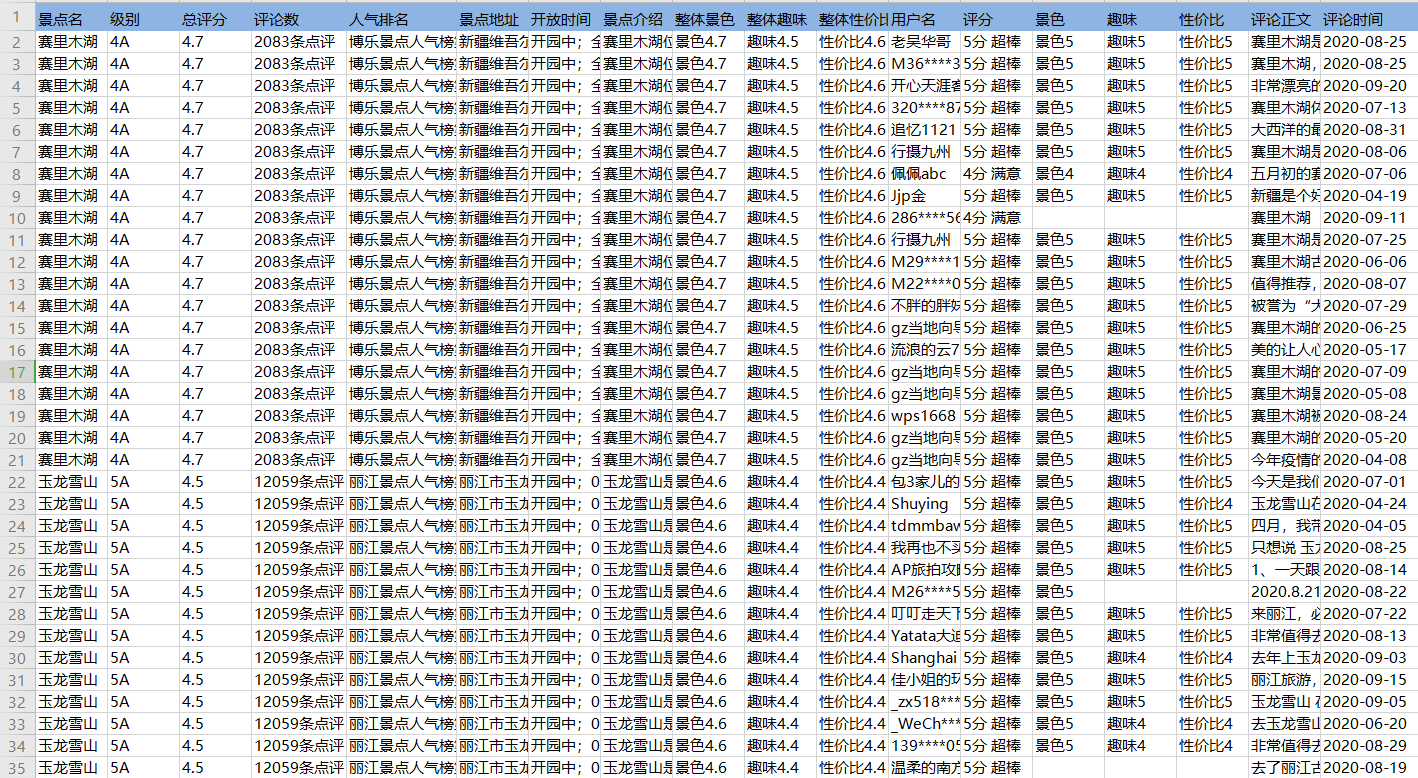 1 景点名 级别 总评分 评论数 人气排名 景点地址 开放时间 景点介绍 整体景色 整体趣味 整体性价比 用户名 评分 景色 趣味 性价比 评论正文 评论时间
2 赛里木湖 4A 4.7 2083条点评 博乐景点人气榜 新疆维吾尔 开园中；全 赛里木湖位 景色4.7 趣味4.5 性价比4.6 老吴华哥 5分 超棒 景色5 趣味5 性价比5 赛里木湖是 2020-08-25
3 赛里木湖 4A 4.7 2083条点评 博乐景点人气榜 新疆维吾尔 开园中；全 赛里木湖位 景色4.7 趣味4.5 性价比4.6 M36****3 5分 超棒 景色5 趣味5 性价比5 赛里木湖， 2020-08-25
4 赛里木湖 4A 4.7 2083条点评 博乐景点人气榜 新疆维吾尔 开园中；全 赛里木湖位 景色4.7 趣味4.5 性价比4.6 开心天涯客 5分 超棒 景色5 趣味5 性价比5 非常漂亮的 2020-09-20
5 赛里木湖 4A 4.7 2083条点评 博乐景点人气榜 新疆维吾尔 开园中；全 赛里木湖位 景色4.7 趣味4.5 性价比4.6 320****87 5分 超棒 景色5 趣味5 性价比5 赛里木湖 2020-07-13
6 赛里木湖 4A 4.7 2083条点评 博乐景点人气榜 新疆维吾尔 开园中；全 赛里木湖位 景色4.7 趣味4.5 性价比4.6 追忆1121 5分 超棒 景色5 趣味5 性价比5 大西洋的最 2020-08-31
7 赛里木湖 4A 4.7 2083条点评 博乐景点人气榜 新疆维吾尔 开园中；全 赛里木湖位 景色4.7 趣味4.5 性价比4.6 行摄九州 5分 超棒 景色5 趣味5 性价比5 赛里木湖是 2020-08-06
8 赛里木湖 4A 4.7 2083条点评 博乐景点人气榜 新疆维吾尔 开园中；全 赛里木湖位 景色4.7 趣味4.5 性价比4.6 佩佩abc 4分 满意 景色4 趣味4 性价比4 五月初的赛 2020-07-06
9 赛里木湖 4A 4.7 2083条点评 博乐景点人气榜 新疆维吾尔 开园中；全 赛里木湖位 景色4.7 趣味4.5 性价比4.6 Jjp金 5分 超棒 景色5 趣味5 性价比5 新疆是个好 2020-04-19
10 赛里木湖 4A 4.7 2083条点评 博乐景点人气榜 新疆维吾尔 开园中；全 赛里木湖位 景色4.7 趣味4.5 性价比4.6 286****56 4分 满意 赛里木湖 2020-09-11
11 赛里木湖 4A 4.7 2083条点评 博乐景点人气榜 新疆维吾尔 开园中；全 赛里木湖位 景色4.7 趣味4.5 性价比4.6 行摄九州 5分 超棒 景色5 趣味5 性价比5 赛里木湖是 2020-07-25
12 赛里木湖 4A 4.7 2083条点评 博乐景点人气榜 新疆维吾尔 开园中；全 赛里木湖位 景色4.7 趣味4.5 性价比4.6 M29****1 5分 超棒 景色5 趣味5 性价比5 赛里木湖古 2020-06-06
13 赛里木湖 4A 4.7 2083条点评 博乐景点人气榜 新疆维吾尔 开园中；全 赛里木湖位 景色4.7 趣味4.5 性价比4.6 M22****0 5分 超棒 景色5 趣味5 性价比5 值得推荐， 2020-08-07
14 赛里木湖 4A 4.7 2083条点评 博乐景点人气榜 新疆维吾尔 开园中；全 赛里木湖位 景色4.7 趣味4.5 性价比4.6 不胖的胖 5分 超棒 景色5 趣味5 性价比5 被誉为“大 2020-07-29
15 赛里木湖 4A 4.7 2083条点评 博乐景点人气榜 新疆维吾尔 开园中；全 赛里木湖位 景色4.7 趣味4.5 性价比4.6 gz当地向导 5分 超棒 景色5 趣味5 性价比5 赛里木湖的 2020-06-25
16 赛里木湖 4A 4.7 2083条点评 博乐景点人气榜 新疆维吾尔 开园中；全 赛里木湖位 景色4.7 趣味4.5 性价比4.6 流浪的云7 5分 超棒 景色5 趣味5 性价比5 美的让人心 2020-05-17
17 赛里木湖 4A 4.7 2083条点评 博乐景点人气榜 新疆维吾尔 开园中；全 赛里木湖位 景色4.7 趣味4.5 性价比4.6 gz当地向导 5分 超棒 景色5 趣味5 性价比5 赛里木湖的 2020-07-09
18 赛里木湖 4A 4.7 2083条点评 博乐景点人气榜 新疆维吾尔 开园中；全 赛里木湖位 景色4.7 趣味4.5 性价比4.6 gz当地向导 5分 超棒 景色5 趣味5 性价比5 赛里木湖 2020-05-08
19 赛里木湖 4A 4.7 2083条点评 博乐景点人气榜 新疆维吾尔 开园中；全 赛里木湖位 景色4.7 趣味4.5 性价比4.6 wps1668 5分 超棒 景色5 趣味5 性价比5 赛里木湖被 2020-08-24
20 赛里木湖 4A 4.7 2083条点评 博乐景点人气榜 新疆维吾尔 开园中；全 赛里木湖位 景色4.7 趣味4.5 性价比4.6 gz当地向导 5分 超棒 景色5 趣味5 性价比5 赛里木湖的 2020-05-20
21 赛里木湖 4A 4.7 2083条点评 博乐景点人气榜 新疆维吾尔 开园中；全 赛里木湖位 景色4.7 趣味4.5 性价比4.6 gz当地向导 5分 超棒 景色5 趣味5 性价比5 今年疫情的 2020-04-08
22 玉龙雪山 5A 4.5 12059条点评 丽江景点人气榜 丽江市玉龙 开园中；0 玉龙雪山是 景色4.6 趣味4.4 性价比4.4 包3家儿的 5分 超棒 景色5 趣味5 性价比5 今天是我们 2020-07-01
23 玉龙雪山 5A 4.5 12059条点评 丽江景点人气榜 丽江市玉龙 开园中；0 玉龙雪山是 景色4.6 趣味4.4 性价比4.4 Shuying 5分 超棒 景色5 趣味5 性价比4 玉龙雪山在 2020-04-24
24 玉龙雪山 5A 4.5 12059条点评 丽江景点人气榜 丽江市玉龙 开园中；0 玉龙雪山是 景色4.6 趣味4.4 性价比4.4 tdmmbaw 5分 超棒 景色5 趣味5 性价比5 四月，我带 2020-04-05
25 玉龙雪山 5A 4.5 12059条点评 丽江景点人气榜 丽江市玉龙 开园中；0 玉龙雪山是 景色4.6 趣味4.4 性价比4.4 我再也不买 5分 超棒 景色5 趣味5 性价比5 只想说 玉龙 2020-08-25
26 玉龙雪山 5A 4.5 12059条点评 丽江景点人气榜 丽江市玉龙 开园中；0 玉龙雪山是 景色4.6 趣味4.4 性价比4.4 AP旅拍攻略 5分 超棒 景色5 趣味5 性价比5 1、一天跟 2020-08-14
27 玉龙雪山 5A 4.5 12059条点评 丽江景点人气榜 丽江市玉龙 开园中；0 玉龙雪山是 景色4.6 趣味4.4 性价比4.4 M26****5 5分 超棒 景色5 2020.8.21 2020-08-22
28 玉龙雪山 5A 4.5 12059条点评 丽江景点人气榜 丽江市玉龙 开园中；0 玉龙雪山是 景色4.6 趣味4.4 性价比4.4 叮叮走天下 5分 超棒 景色5 趣味5 性价比5 来丽江，必 2020-07-22
29 玉龙雪山 5A 4.5 12059条点评 丽江景点人气榜 丽江市玉龙 开园中；0 玉龙雪山是 景色4.6 趣味4.4 性价比4.4 Yatata大迫 5分 超棒 景色5 趣味5 性价比5 非常值得去 2020-08-13
30 玉龙雪山 5A 4.5 12059条点评 丽江景点人气榜 丽江市玉龙 开园中；0 玉龙雪山是 景色4.6 趣味4.4 性价比4.4 Shanghai 5分 超棒 景色5 趣味4 性价比4 去年上玉龙 2020-09-03
31 玉龙雪山 5A 4.5 12059条点评 丽江景点人气榜 丽江市玉龙 开园中；0 玉龙雪山是 景色4.6 趣味4.4 性价比4.4 佳小姐的环 5分 超棒 景色5 趣味5 性价比5 丽江旅游， 2020-09-15
32 玉龙雪山 5A 4.5 12059条点评 丽江景点人气榜 丽江市玉龙 开园中；0 玉龙雪山是 景色4.6 趣味4.4 性价比4.4 _zx518*** 5分 超棒 景色5 趣味5 性价比5 玉龙雪山 在 2020-09-05
33 玉龙雪山 5A 4.5 12059条点评 丽江景点人气榜 丽江市玉龙 开园中；0 玉龙雪山是 景色4.6 趣味4.4 性价比4.4 _WeCh*** 5分 超棒 景色5 趣味4 性价比4 去玉龙雪山 2020-06-20
34 玉龙雪山 5A 4.5 12059条点评 丽江景点人气榜 丽江市玉龙 开园中；0 玉龙雪山是 景色4.6 趣味4.4 性价比4.4 139****05 5分 超棒 景色5 趣味4 性价比4 非常值得去 2020-08-29
35 玉龙雪山 5A 4.5 12059条点评 丽江景点人气榜 丽江市玉龙 开园中；0 玉龙雪山是 景色4.6 趣味4.4 性价比4.4 温柔的南方 5分 超棒 去了丽江古 2020-08-19